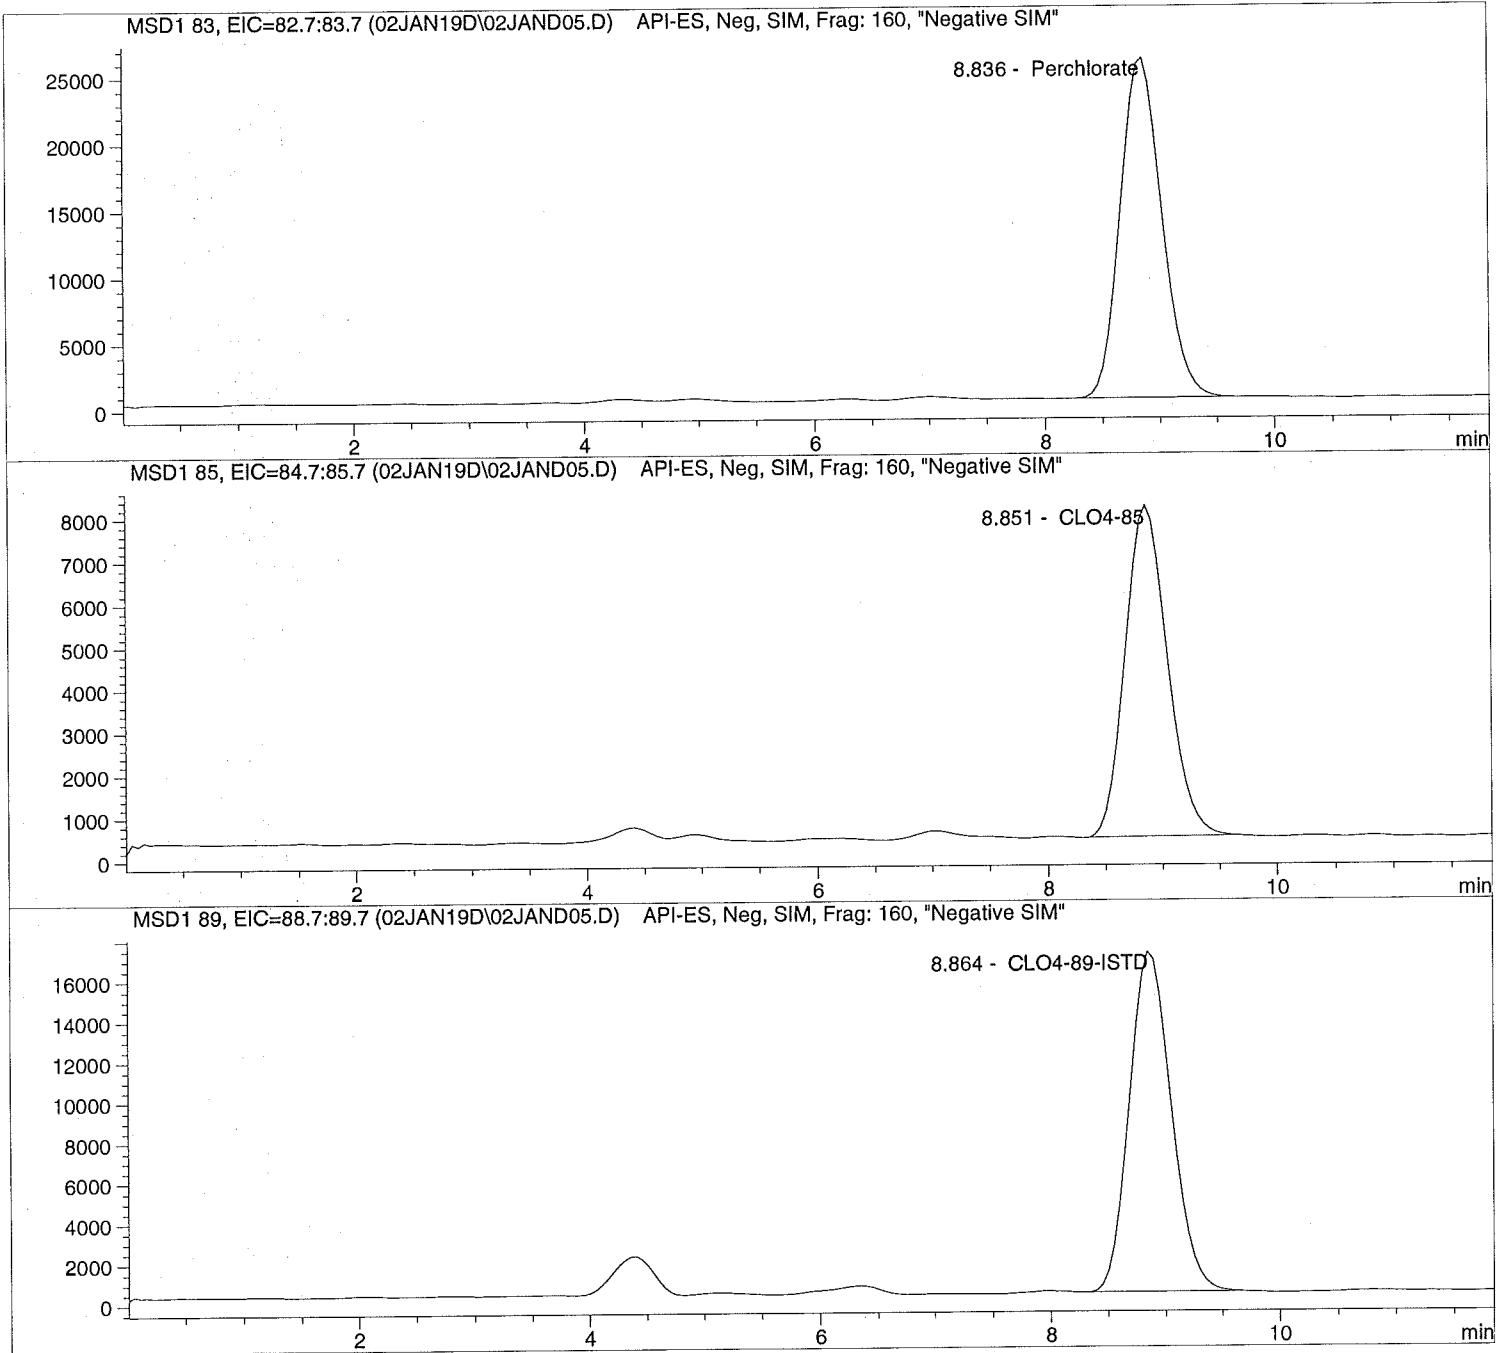 MSD1 83, EIC=82.7:83.7 (02JAN19D\02JAND05.D) API-ES, Neg, SIM, Frag: 160, "Negative SIM"
8.836 - Perchlorate
25000
20000
15000
10000
5000
0
2 4 6 8 10 min
MSD1 85, EIC=84.7:85.7 (02JAN19D\02JAND05.D) API-ES, Neg, SIM, Frag: 160, "Negative SIM"
8.851 - CLO4-85
8000
7000
6000
5000
4000
3000
2000
1000
0
2 4 6 8 10 min
MSD1 89, EIC=88.7:89.7 (02JAN19D\02JAND05.D) API-ES, Neg, SIM, Frag: 160, "Negative SIM"
8.864 - CLO4-89-ISTD
16000
14000
12000
10000
8000
6000
4000
2000
0
2 4 6 8 10 min